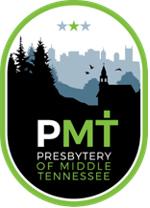 PMT
PRESBYTERY
OF MIDDLE
TENNESSEE